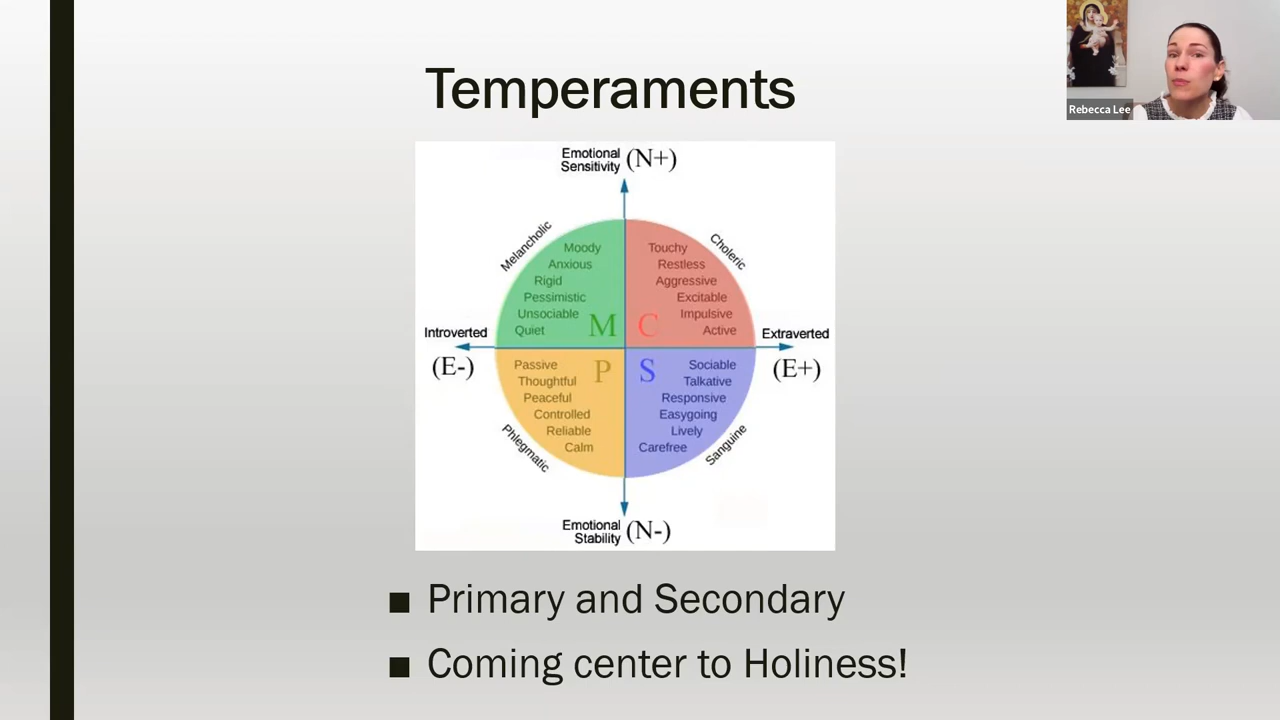 Temperaments
Rebecca Lee
Emotional
Sensitivity (N+)
Melancholic
Choleric
Moody
Anxious
Rigid
Pessimistic
Unsociable
Quiet
M
Touchy
Restless
Aggressive
Excitable
Impulsive
Active
C
Introverted
(E-)
Extraverted
(E+)
Passive
Thoughtful
Peaceful
Controlled
Reliable
Calm
P
S
Sociable
Talkative
Responsive
Easygoing
Lively
Carefree
Phlegmatic
Sanguine
Emotional
Stability (N-)
■ Primary and Secondary
■ Coming center to Holiness!